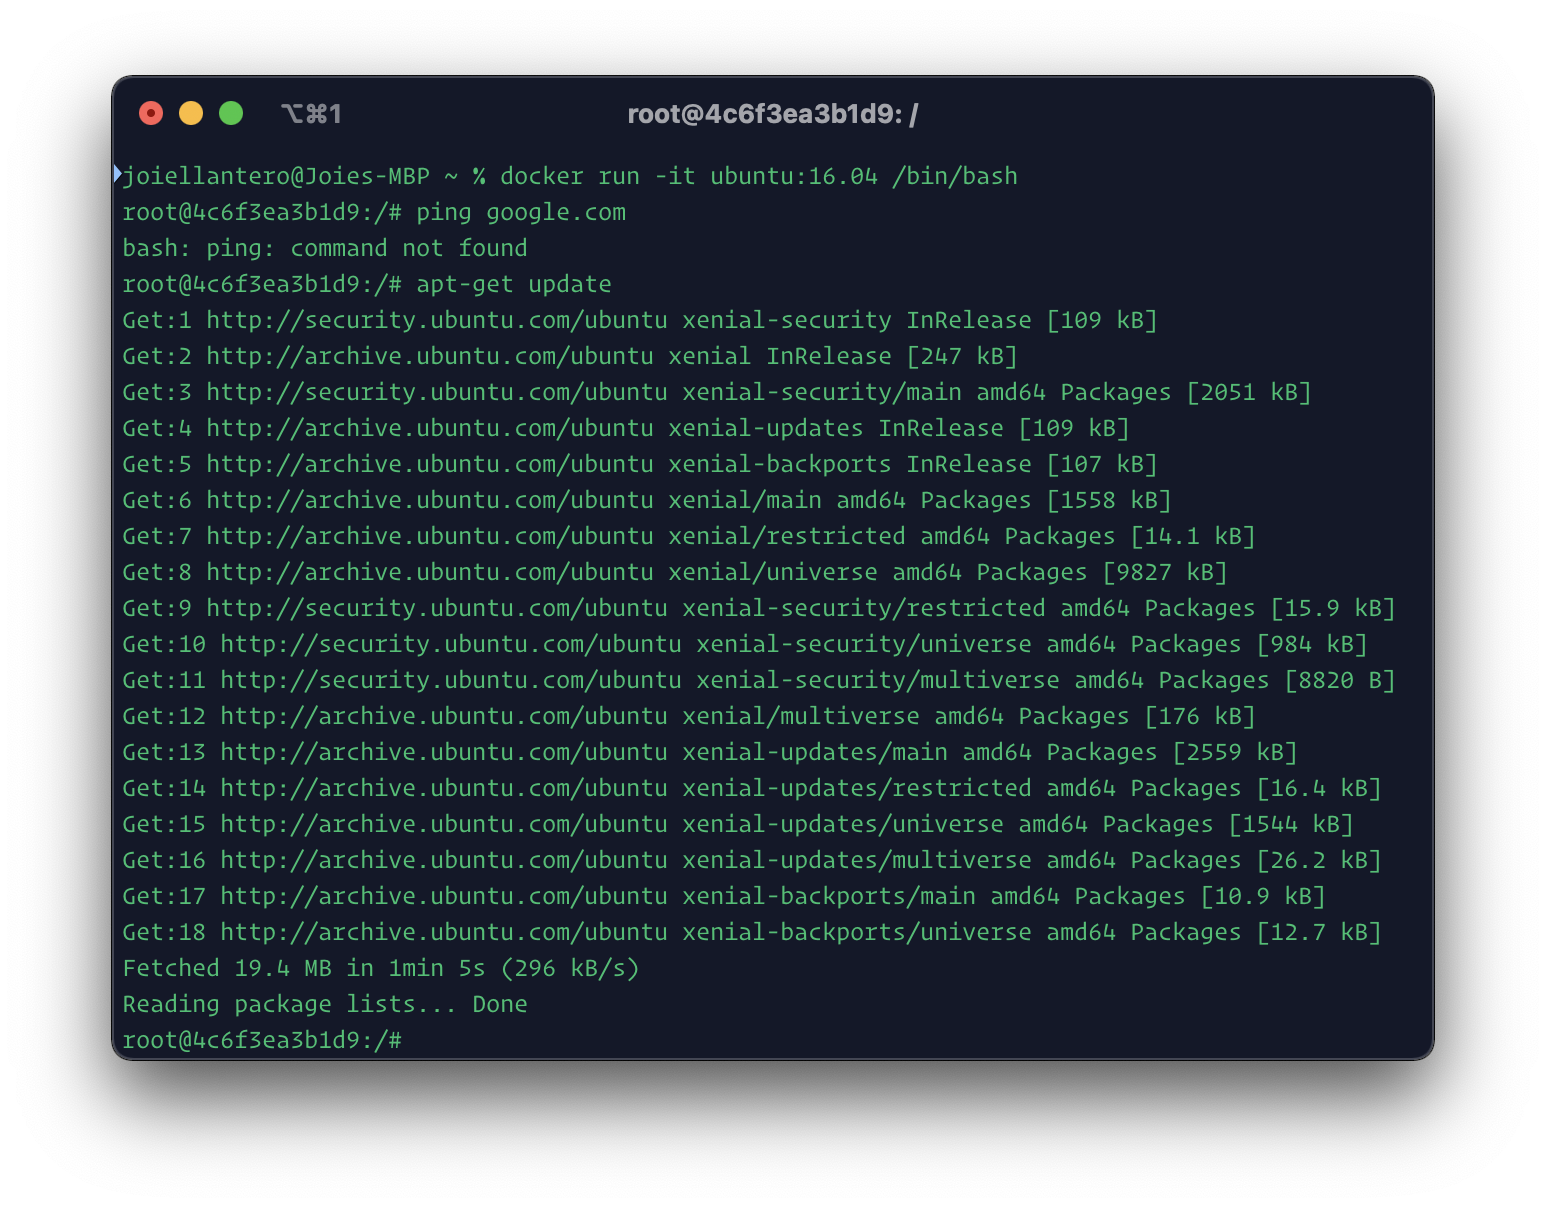 ⌥⌘1
root@4c6f3ea3b1d9: /
joiellantero@Joies-MBP ~ % docker run -it ubuntu:16.04 /bin/bash
root@4c6f3ea3b1d9:/# ping google.com
bash: ping: command not found
root@4c6f3ea3b1d9:/# apt-get update
Get:1 http://security.ubuntu.com/ubuntu xenial-security InRelease [109 kB]
Get:2 http://archive.ubuntu.com/ubuntu xenial InRelease [247 kB]
Get:3 http://security.ubuntu.com/ubuntu xenial-security/main amd64 Packages [2051 kB]
Get:4 http://archive.ubuntu.com/ubuntu xenial-updates InRelease [109 kB]
Get:5 http://archive.ubuntu.com/ubuntu xenial-backports InRelease [107 kB]
Get:6 http://archive.ubuntu.com/ubuntu xenial/main amd64 Packages [1558 kB]
Get:7 http://archive.ubuntu.com/ubuntu xenial/restricted amd64 Packages [14.1 kB]
Get:8 http://archive.ubuntu.com/ubuntu xenial/universe amd64 Packages [9827 kB]
Get:9 http://security.ubuntu.com/ubuntu xenial-security/restricted amd64 Packages [15.9 kB]
Get:10 http://security.ubuntu.com/ubuntu xenial-security/universe amd64 Packages [984 kB]
Get:11 http://security.ubuntu.com/ubuntu xenial-security/multiverse amd64 Packages [8820 B]
Get:12 http://archive.ubuntu.com/ubuntu xenial/multiverse amd64 Packages [176 kB]
Get:13 http://archive.ubuntu.com/ubuntu xenial-updates/main amd64 Packages [2559 kB]
Get:14 http://archive.ubuntu.com/ubuntu xenial-updates/restricted amd64 Packages [16.4 kB]
Get:15 http://archive.ubuntu.com/ubuntu xenial-updates/universe amd64 Packages [1544 kB]
Get:16 http://archive.ubuntu.com/ubuntu xenial-updates/multiverse amd64 Packages [26.2 kB]
Get:17 http://archive.ubuntu.com/ubuntu xenial-backports/main amd64 Packages [10.9 kB]
Get:18 http://archive.ubuntu.com/ubuntu xenial-backports/universe amd64 Packages [12.7 kB]
Fetched 19.4 MB in 1min 5s (296 kB/s)
Reading package lists... Done
root@4c6f3ea3b1d9:/#